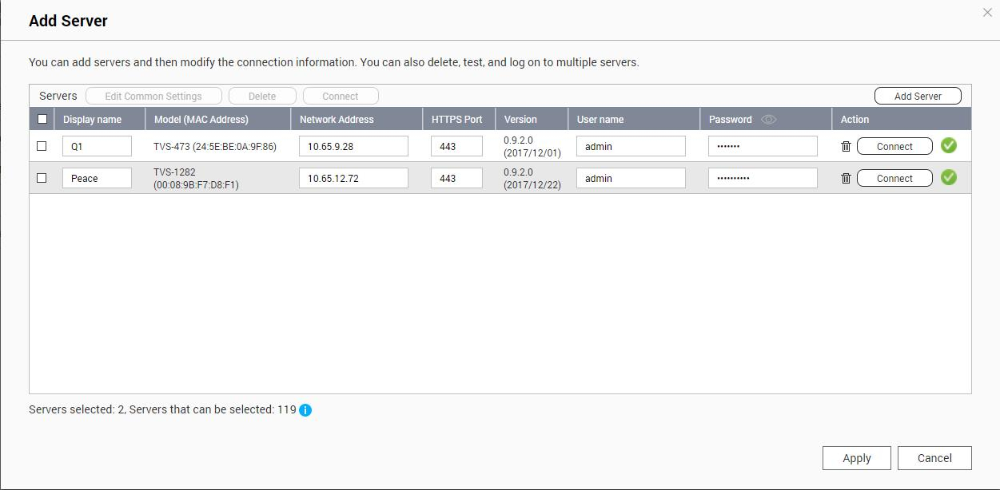 Add Server
You can add servers and then modify the connection information. You can also delete, test, and log on to multiple servers.
Servers Edit Common Settings Delete Connect Add Server
Display name Model (MAC Address) Network Address HTTPS Port Version User name Password Action
Q1 TVS-473 (24:5E:BE:0A:9F:86) 10.65.9.28 443 0.9.2.0 (2017/12/01) admin ••••••• Connect
Peace TVS-1282 (00:08:9B:F7:D8:F1) 10.65.12.72 443 0.9.2.0 (2017/12/22) admin •••••••••• Connect
Servers selected: 2, Servers that can be selected: 119
Apply Cancel